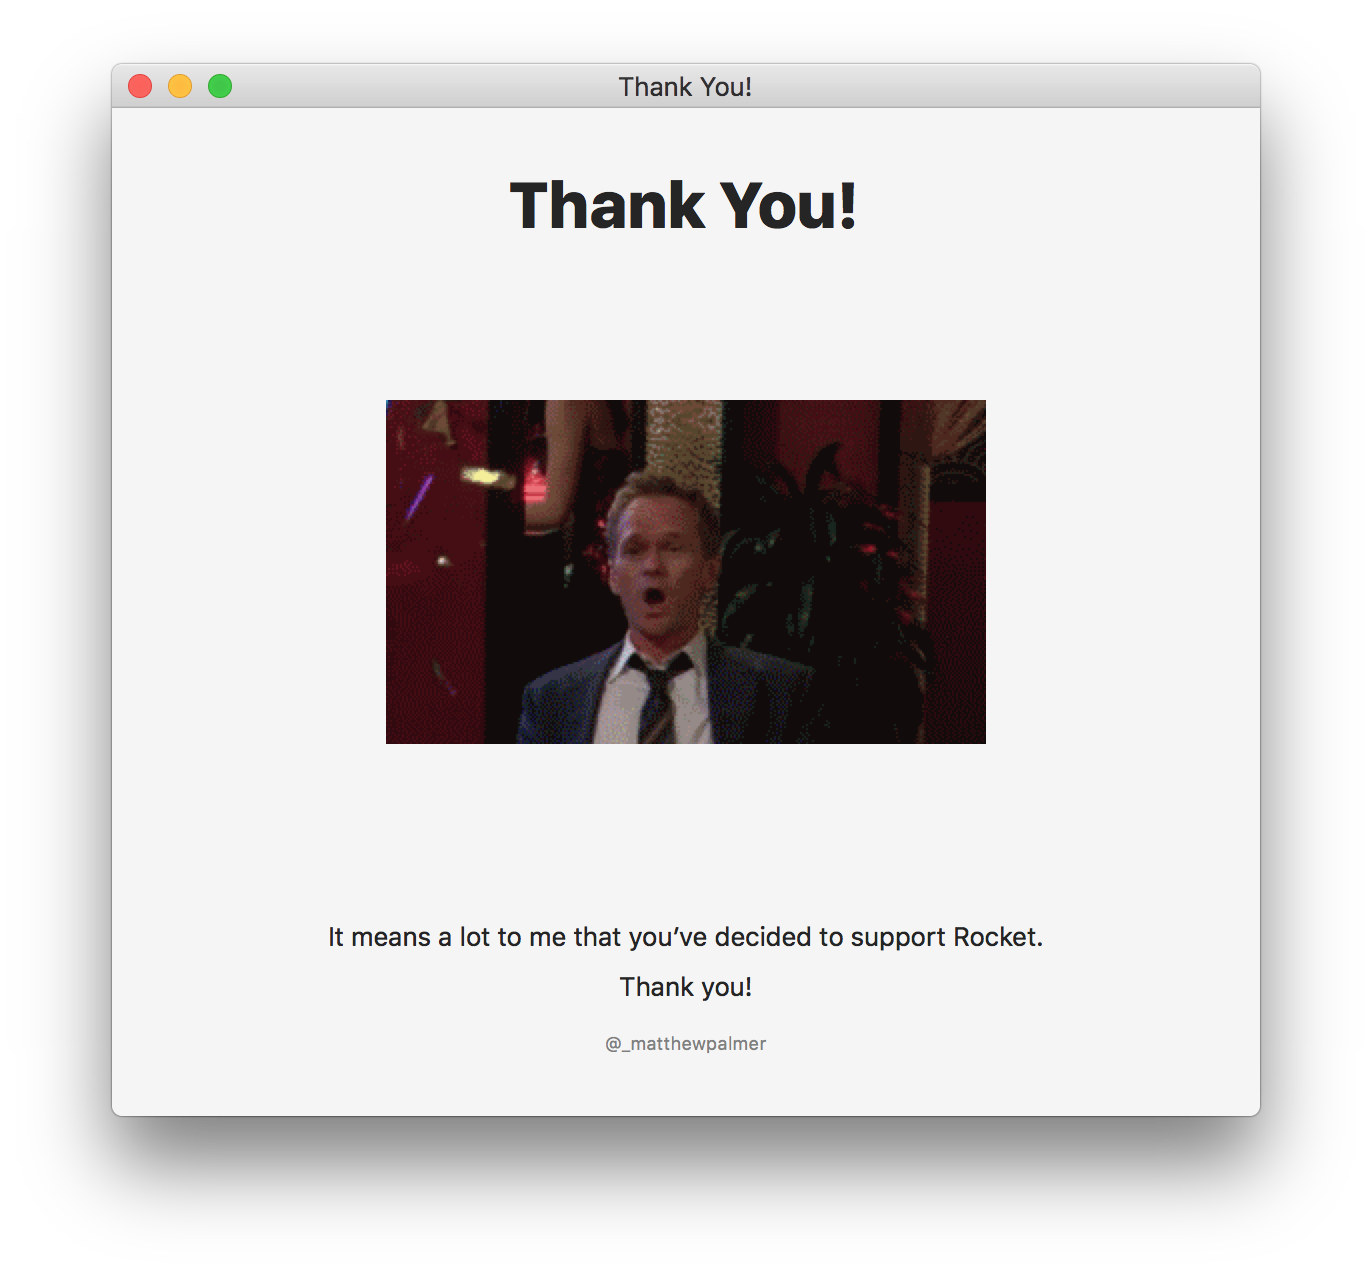 Thank You!
Thank You!
It means a lot to me that you’ve decided to support Rocket.
Thank you!
@_matthewpalmer